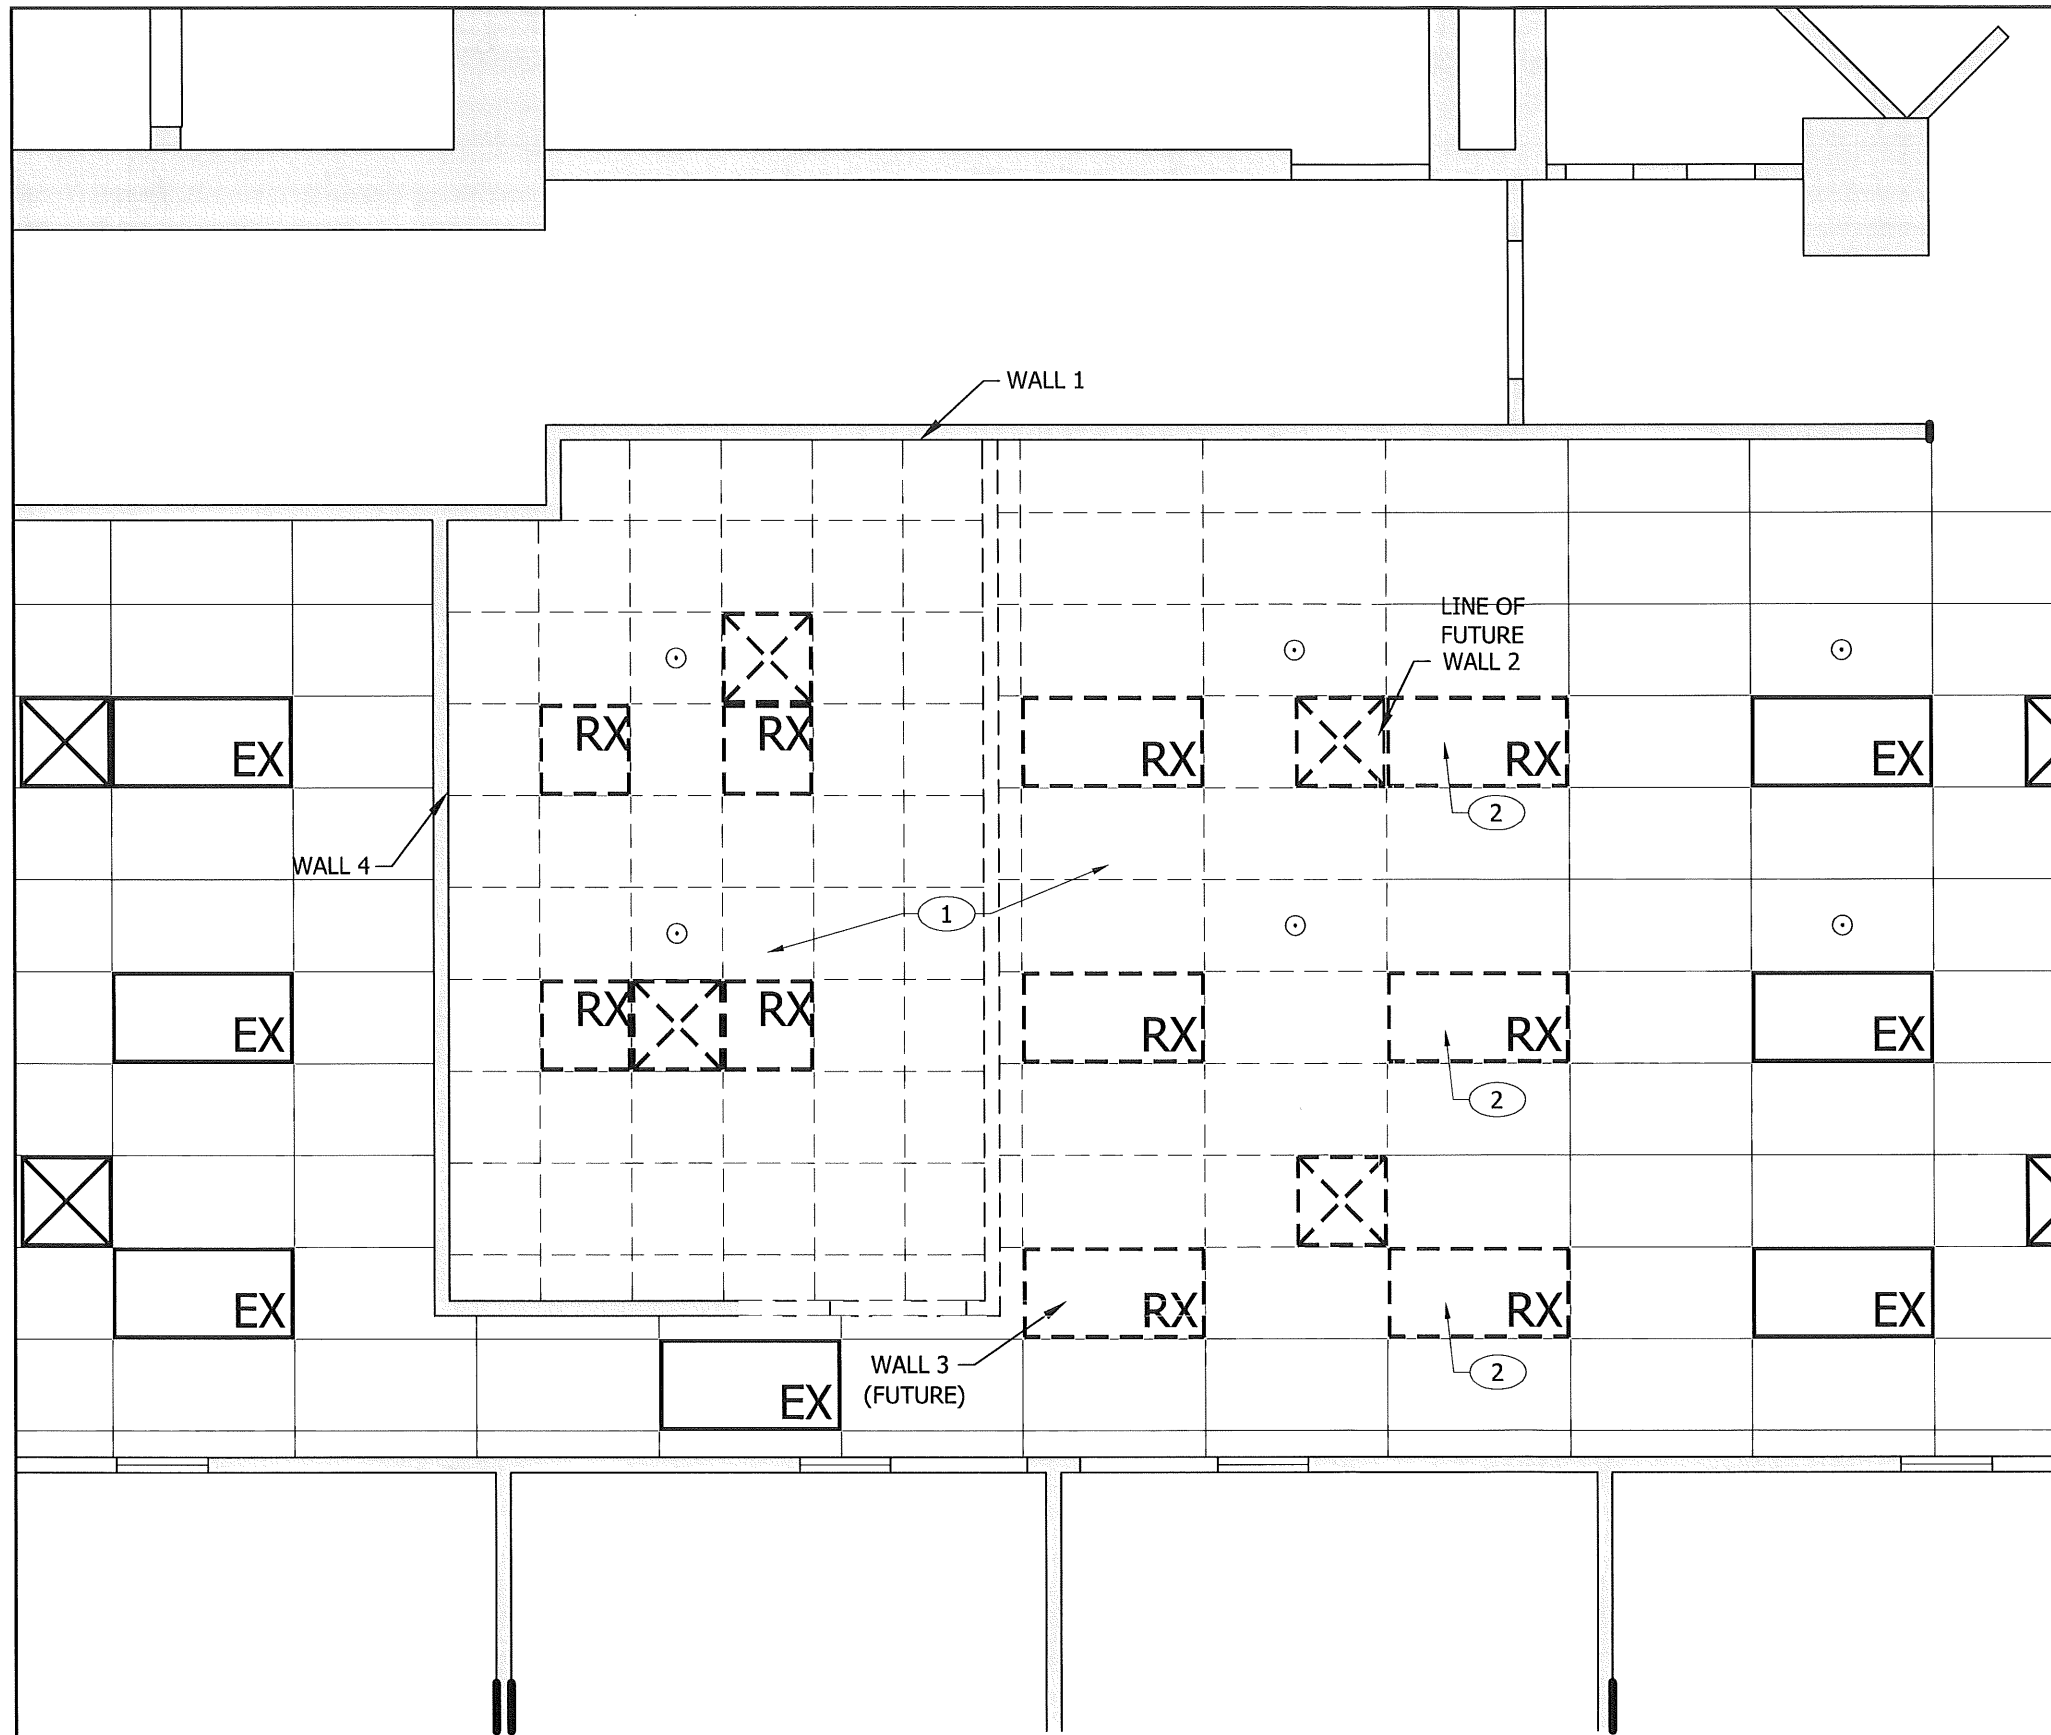 WALL 1
LINE OF
FUTURE
WALL 2
RX
RX
RX
RX
EX
EX
2
WALL 4
1
RX
RX
RX
RX
EX
EX
2
RX
RX
EX
EX
WALL 3
(FUTURE)
2
EX